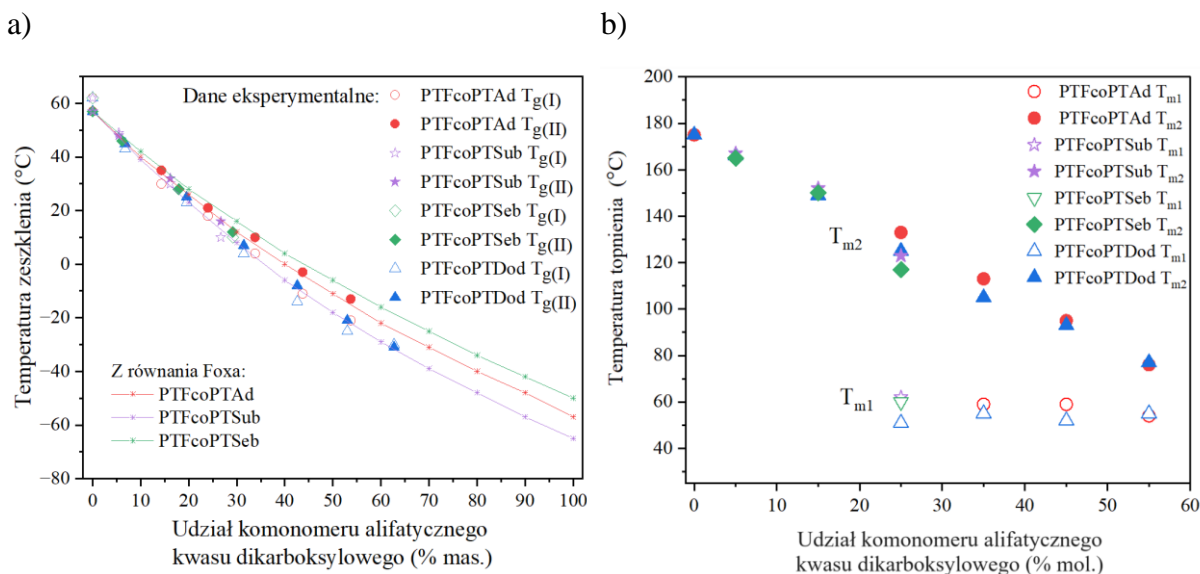 a)
b)
Temperatura zeszklenia (°C)
60
40
20
0
−20
−40
−60
−80
0 10 20 30 40 50 60 70 80 90 100
Udział komonomeru alifatycznego
kwasu dikarboksylowego (% mas.)
Dane eksperymentalne:
PTFcoPTAd Tg(I)
PTFcoPTAd Tg(II)
PTFcoPTSub Tg(I)
PTFcoPTSub Tg(II)
PTFcoPTSeb Tg(I)
PTFcoPTSeb Tg(II)
PTFcoPTDod Tg(I)
PTFcoPTDod Tg(II)
Z równania Foxa:
PTFcoPTAd
PTFcoPTSub
PTFcoPTSeb
Temperatura topnienia (°C)
200
180
160
140
120
100
80
60
40
0 10 20 30 40 50 60
Udział komonomeru alifatycznego
kwasu dikarboksylowego (% mol.)
PTFcoPTAd Tm1
PTFcoPTAd Tm2
PTFcoPTSub Tm1
PTFcoPTSub Tm2
PTFcoPTSeb Tm1
PTFcoPTSeb Tm2
PTFcoPTDod Tm1
PTFcoPTDod Tm2
Tm2
Tm1